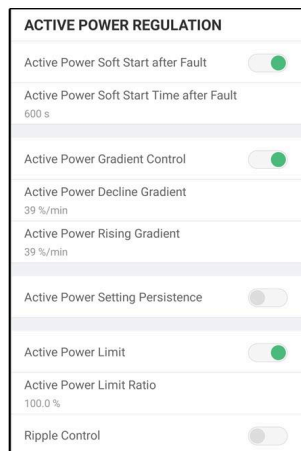 ACTIVE POWER REGULATION
Active Power Soft Start after Fault
Active Power Soft Start Time after Fault
600 s
Active Power Gradient Control
Active Power Decline Gradient
39 %/min
Active Power Rising Gradient
39 %/min
Active Power Setting Persistence
Active Power Limit
Active Power Limit Ratio
100.0 %
Ripple Control